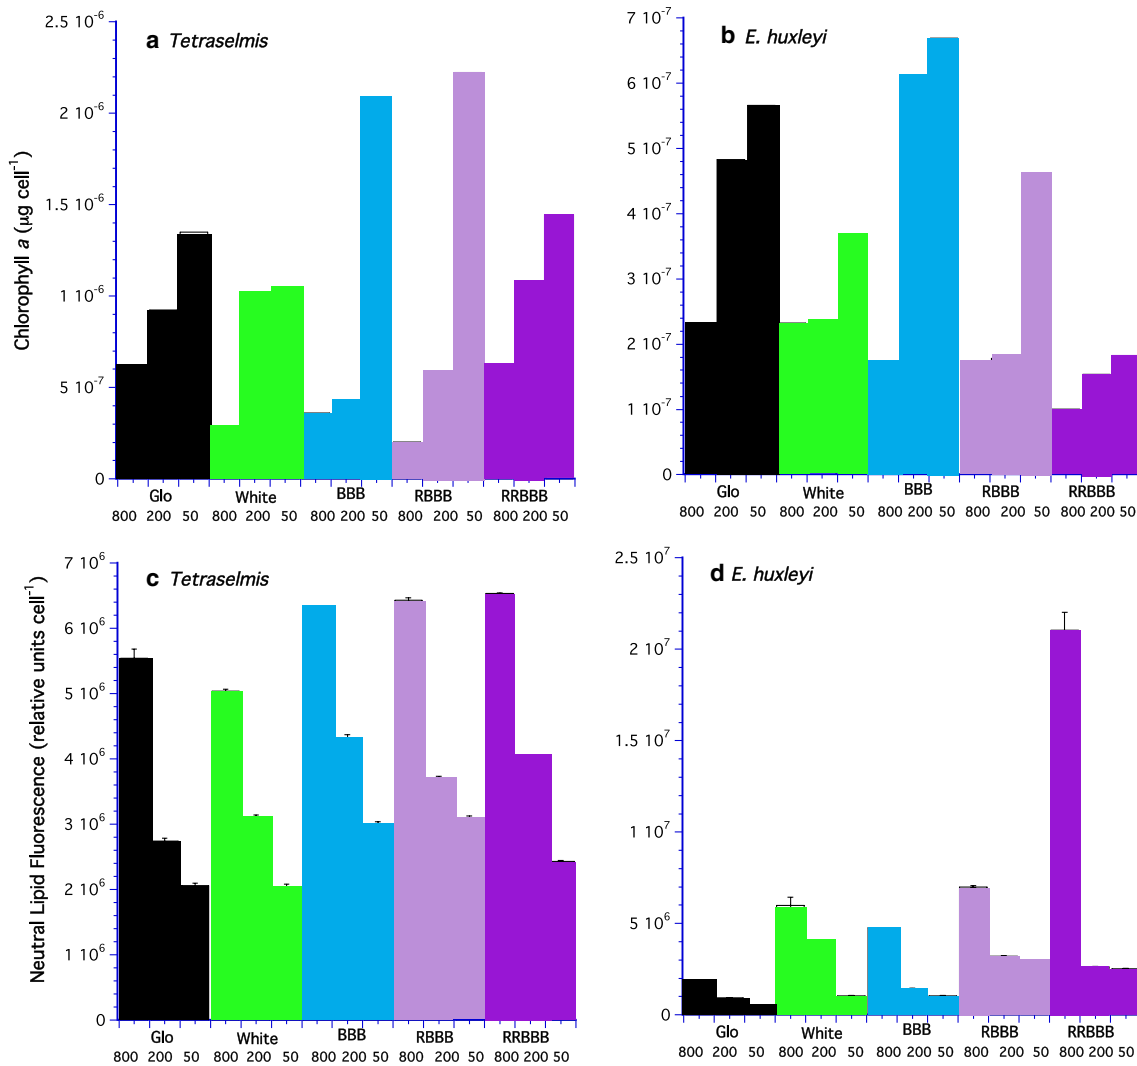 Chlorophyll a (µg cell⁻¹)
a Tetraselmis
2.5 10⁻⁶
2 10⁻⁶
1.5 10⁻⁶
1 10⁻⁶
5 10⁻⁷
0
Glo White BBB RBBB RRBBB
800 200 50 800 200 50 800 200 50 800 200 50 800 200 50
b E. huxleyi
7 10⁻⁷
6 10⁻⁷
5 10⁻⁷
4 10⁻⁷
3 10⁻⁷
2 10⁻⁷
1 10⁻⁷
0
Glo White BBB RBBB RRBBB
800 200 50 800 200 50 800 200 50 800 200 50 800 200 50
Neutral Lipid Fluorescence (relative units cell⁻¹)
c Tetraselmis
7 10⁶
6 10⁶
5 10⁶
4 10⁶
3 10⁶
2 10⁶
1 10⁶
0
Glo White BBB RBBB RRBBB
800 200 50 800 200 50 800 200 50 800 200 50 800 200 50
d E. huxleyi
2.5 10⁷
2 10⁷
1.5 10⁷
1 10⁷
5 10⁶
0
Glo White BBB RBBB RRBBB
800 200 50 800 200 50 800 200 50 800 200 50 800 200 50